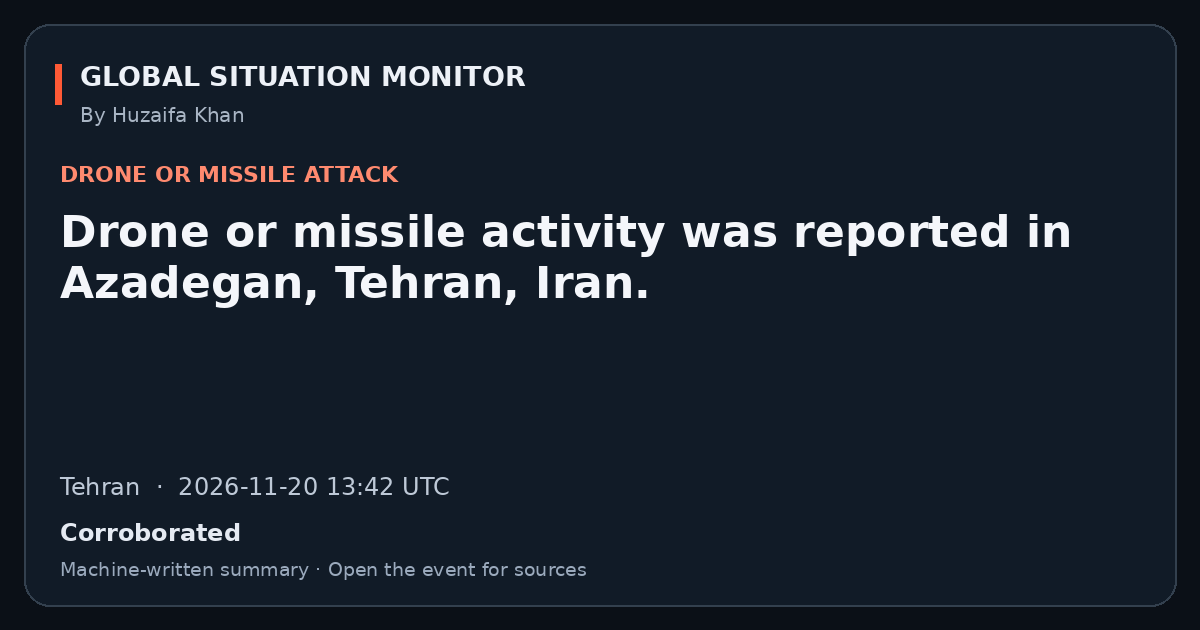 GLOBAL SITUATION MONITOR
By Huzaifa Khan
DRONE OR MISSILE ATTACK
Drone or missile activity was reported in
Azadegan, Tehran, Iran.
Tehran · 2026-11-20 13:42 UTC
Corroborated
Machine-written summary · Open the event for sources